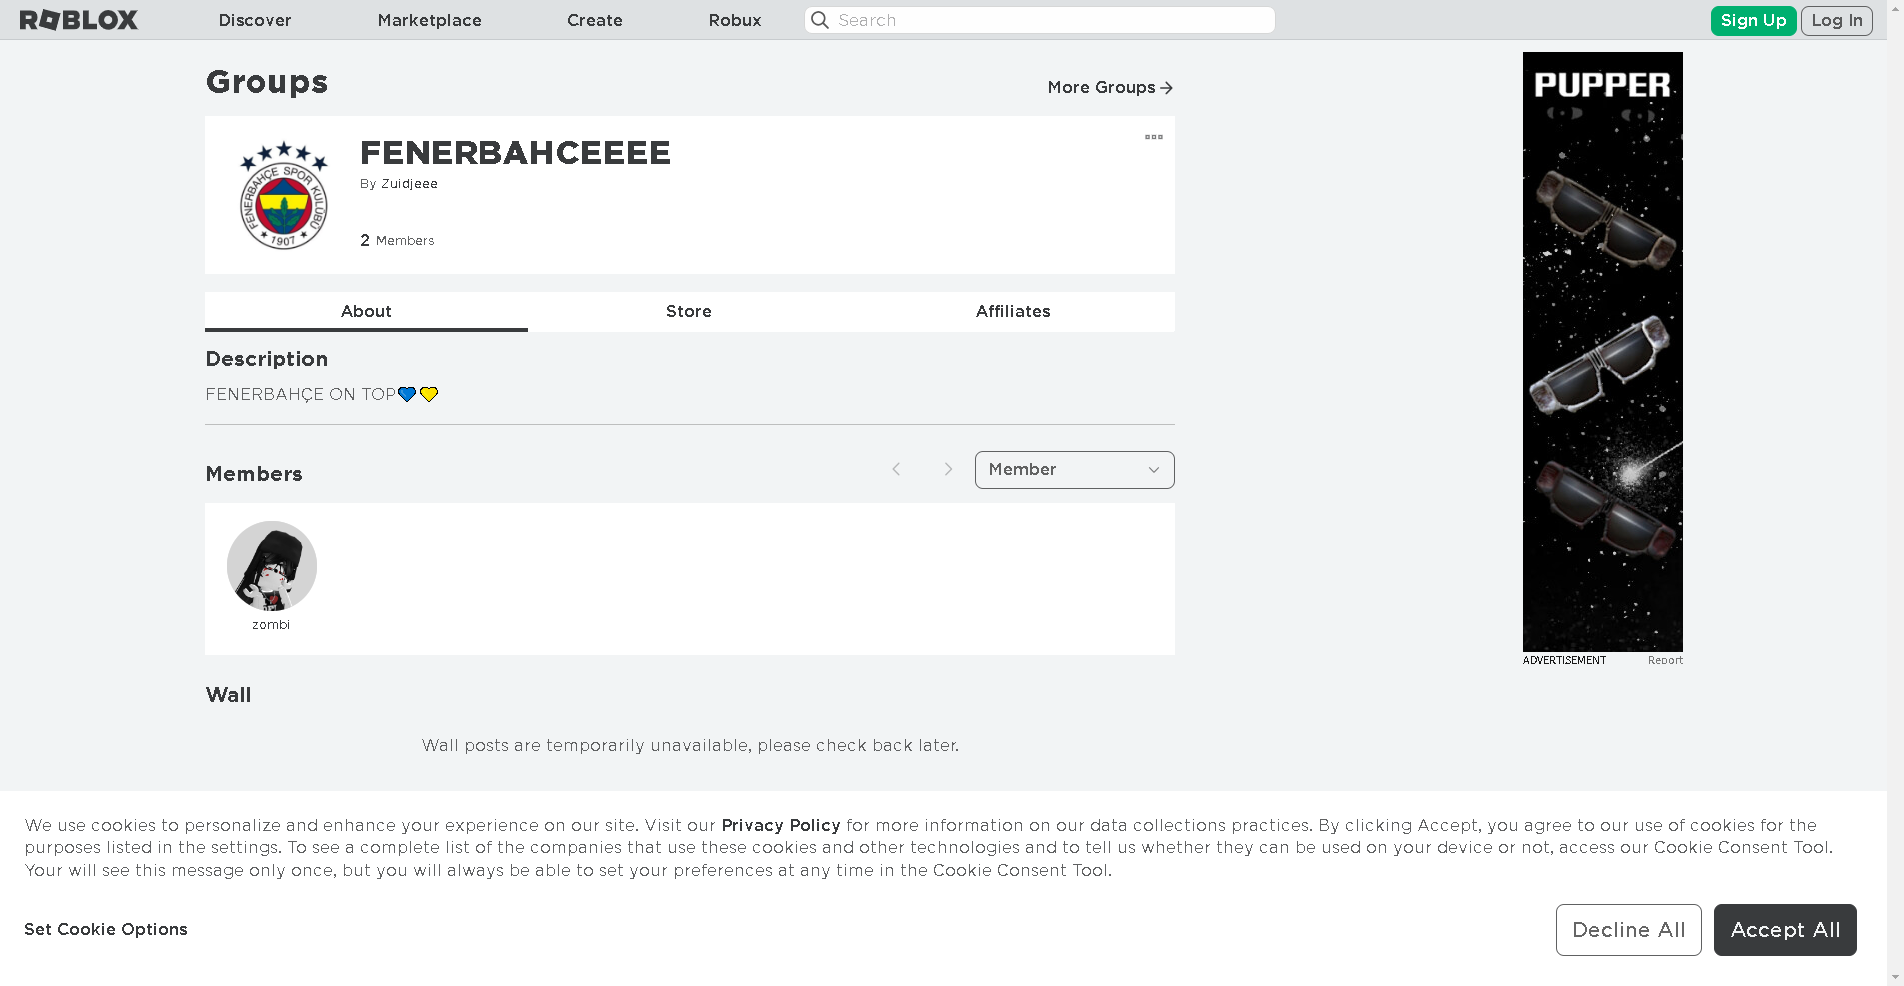 ROBLOX
Discover
Marketplace
Create
Robux
Search
Sign Up
Log In
Groups
More Groups
FENERBAHCEEEE
By Zuidjeee
2 Members
FENERBAHÇE SPOR KULÜBÜ
1907
PUPPER
About
Store
Affiliates
Description
FENERBAHÇE ON TOP💙💛
Members
Member
zombi
ADVERTISEMENT
Report
Wall
Wall posts are temporarily unavailable, please check back later.
We use cookies to personalize and enhance your experience on our site. Visit our Privacy Policy for more information on our data collections practices. By clicking Accept, you agree to our use of cookies for the
purposes listed in the settings. To see a complete list of the companies that use these cookies and other technologies and to tell us whether they can be used on your device or not, access our Cookie Consent Tool.
Your will see this message only once, but you will always be able to set your preferences at any time in the Cookie Consent Tool.
Set Cookie Options
Decline All
Accept All